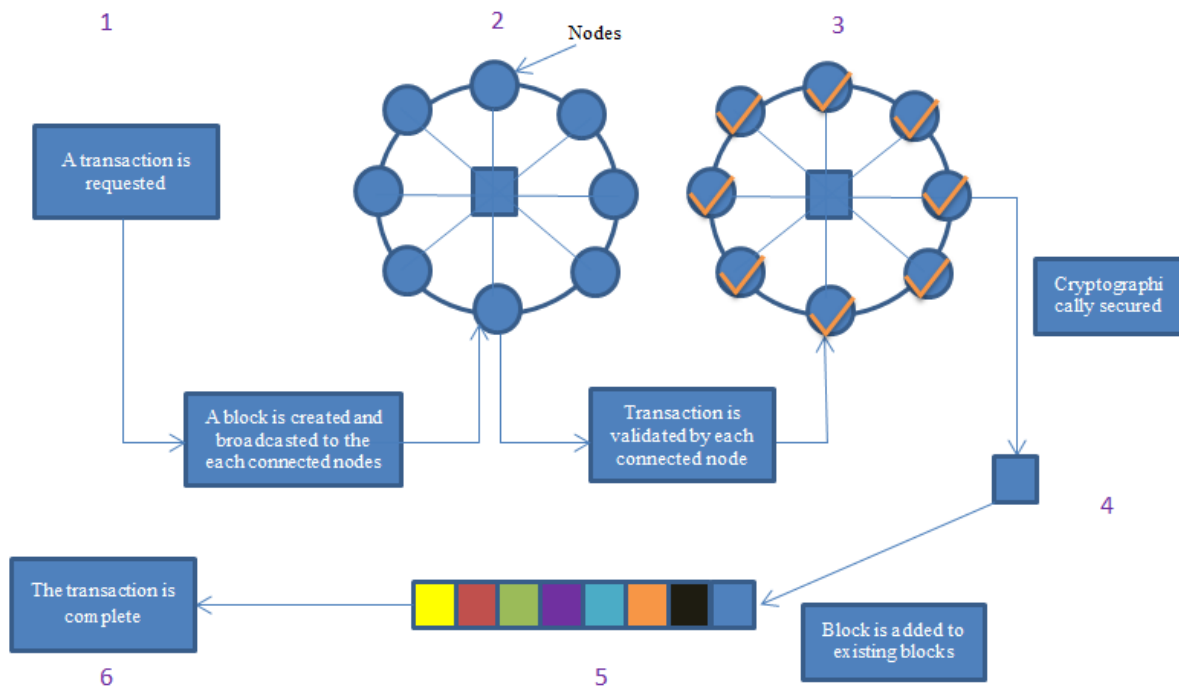 1
2
3
Nodes
A transaction is
requested
Cryptographi
cally secured
A block is created and
broadcasted to the
each connected nodes
Transaction is
validated by each
connected node
4
The transaction is
complete
Block is added to
existing blocks
6
5